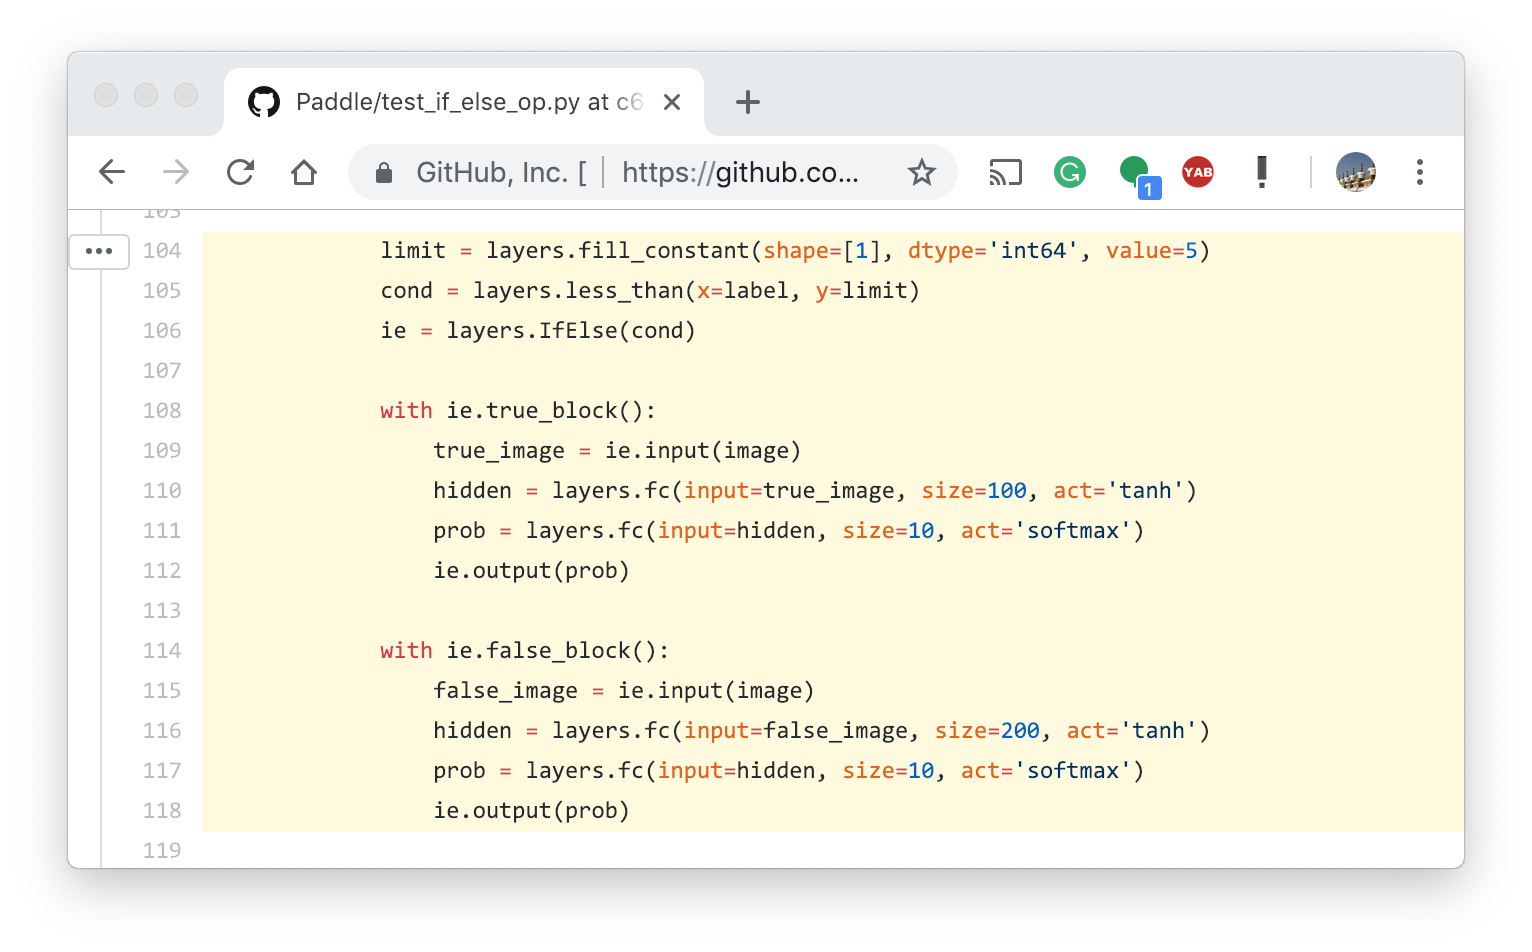 Paddle/test_if_else_op.py at c6
GitHub, Inc. [ | https://github.co...
G
1
YAB
103
104 limit = layers.fill_constant(shape=[1], dtype='int64', value=5)
105 cond = layers.less_than(x=label, y=limit)
106 ie = layers.IfElse(cond)
107
108 with ie.true_block():
109 true_image = ie.input(image)
110 hidden = layers.fc(input=true_image, size=100, act='tanh')
111 prob = layers.fc(input=hidden, size=10, act='softmax')
112 ie.output(prob)
113
114 with ie.false_block():
115 false_image = ie.input(image)
116 hidden = layers.fc(input=false_image, size=200, act='tanh')
117 prob = layers.fc(input=hidden, size=10, act='softmax')
118 ie.output(prob)
119